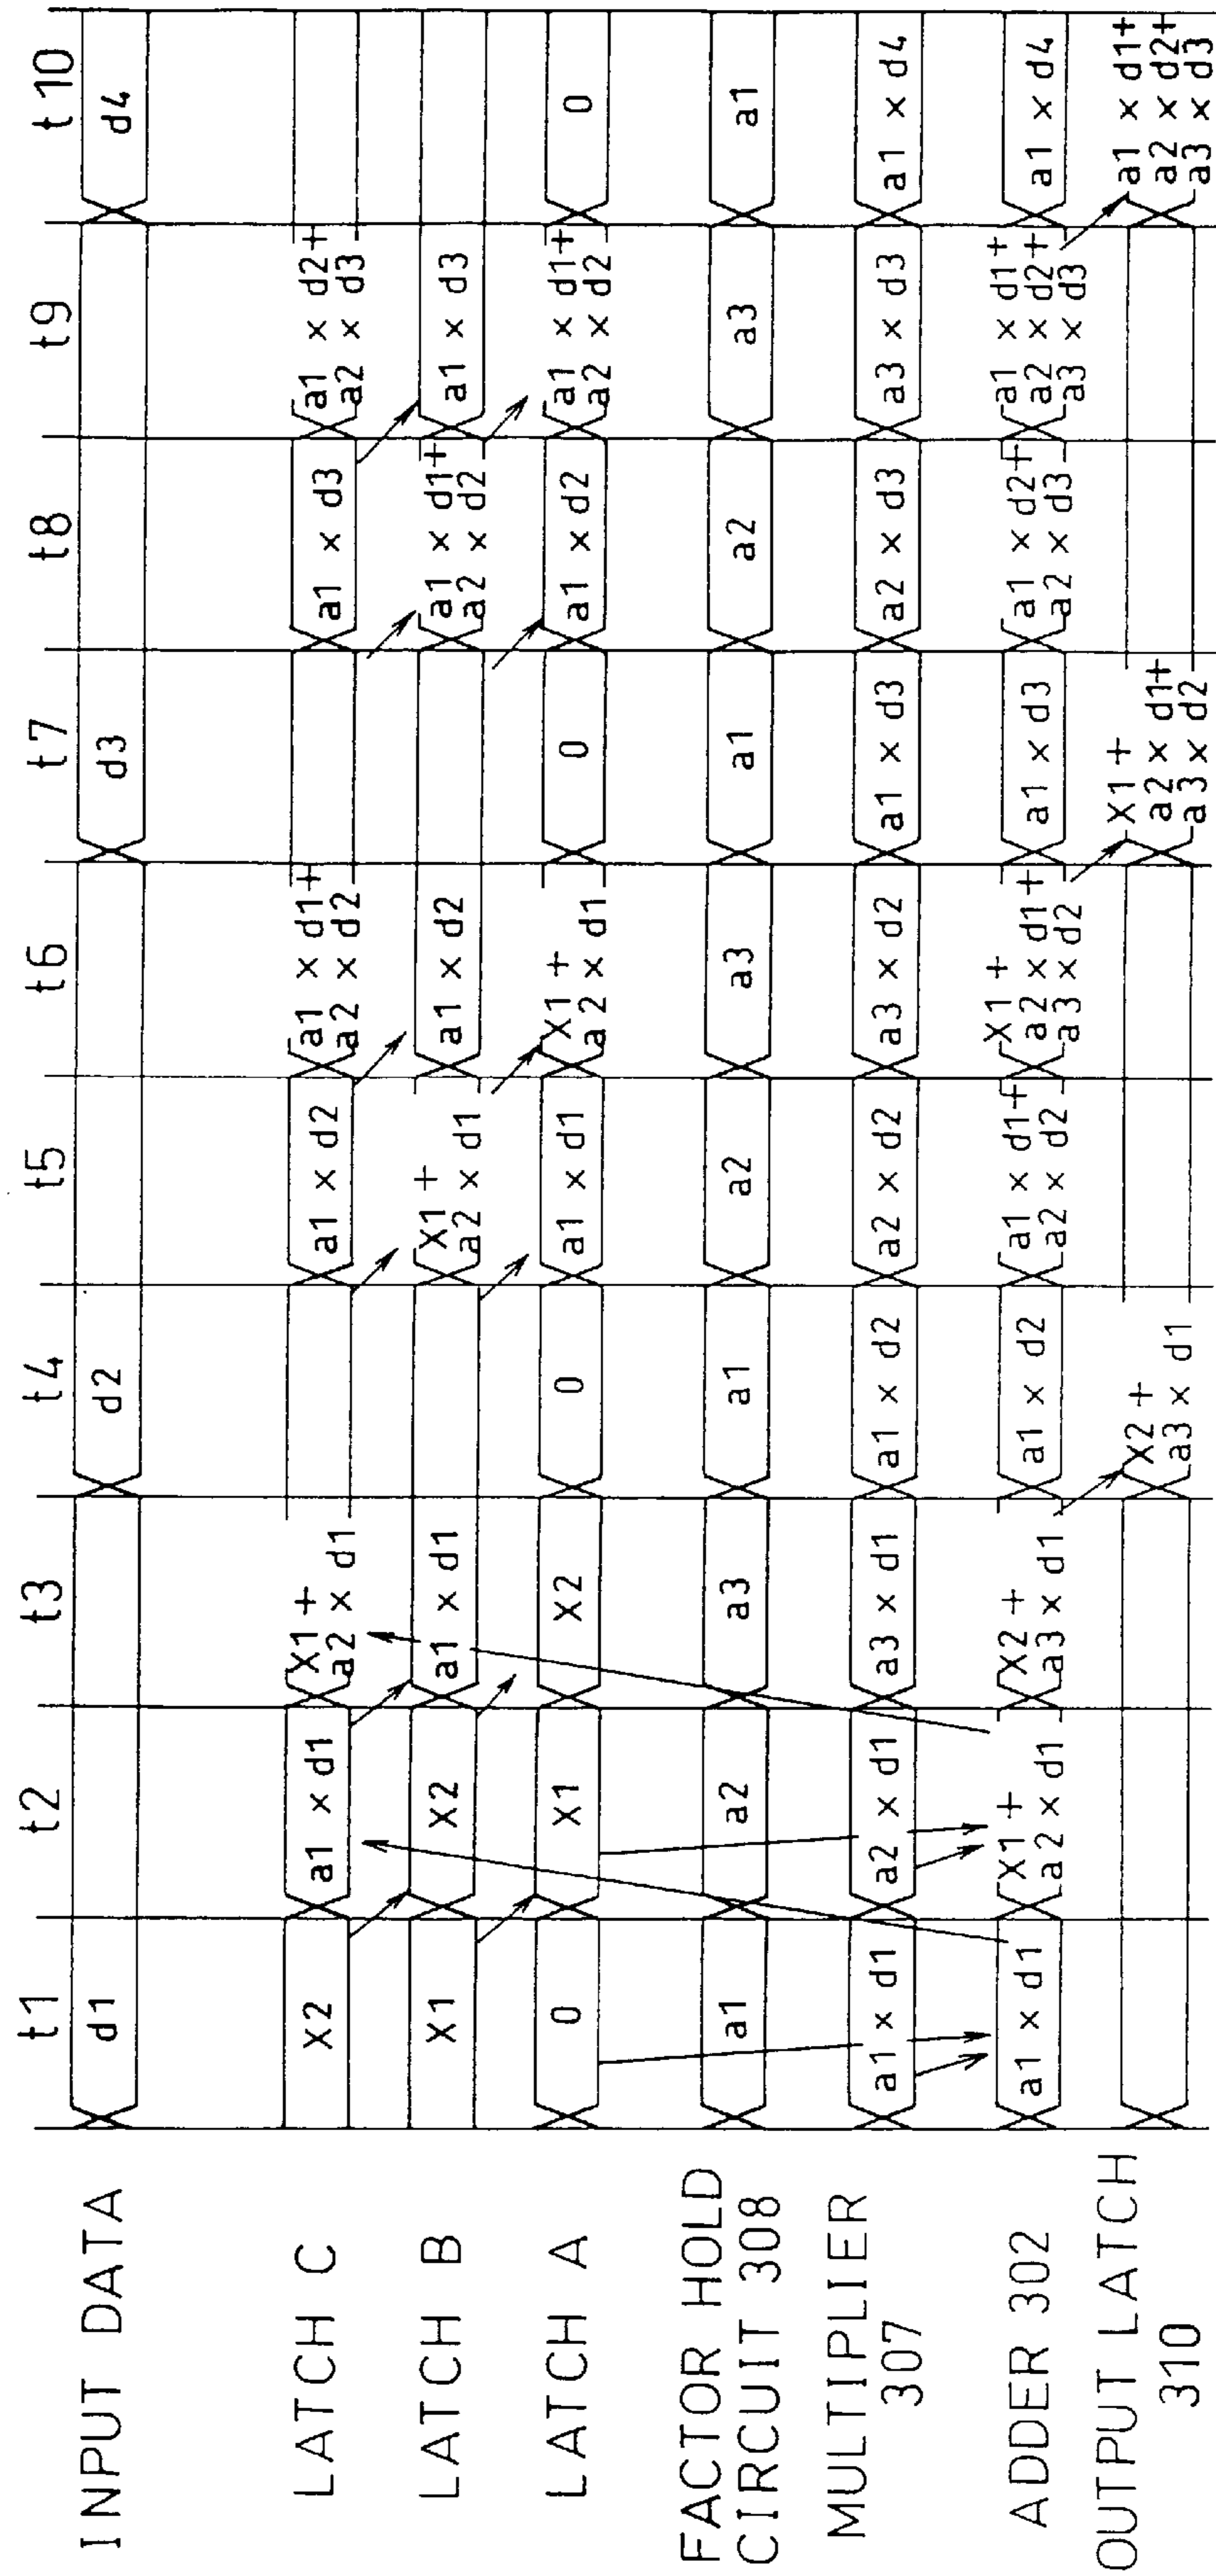 t1 t2 t3 t4 t5 t6 t7 t8 t9 t10
INPUT DATA
d1 d2 d3 d4
LATCH C
X2
a1 × d1
X1 +
a2 × d1
a1 × d2
a1 × d1+
a2 × d2
a1 × d3
a1 × d2+
a2 × d3
LATCH B
X1
X2
a1 × d1
X1 +
a2 × d1
a1 × d2
a1 × d1+
a2 × d2
a1 × d3
LATCH A
0
X1
X2
0
a1 × d1
X1 +
a2 × d1
0
a1 × d2
a1 × d1+
a2 × d2
0
FACTOR HOLD
CIRCUIT 308
a1 a2 a3 a1 a2 a3 a1 a2 a3 a1
MULTIPLIER
307
a1 × d1
a2 × d1
a3 × d1
a1 × d2
a2 × d2
a3 × d2
a1 × d3
a2 × d3
a3 × d3
a1 × d4
ADDER 302
a1 × d1
X1 +
a2 × d1
X2 +
a3 × d1
a1 × d2
a1 × d1+
a2 × d2
X1 +
a2 × d1+
a3 × d2
a1 × d3
a1 × d2+
a2 × d3
a1 × d1+
a2 × d2+
a3 × d3
a1 × d4
OUTPUT LATCH
310
X2 +
a3 × d1
X1 +
a2 × d1+
a3 × d2
a1 × d1+
a2 × d2+
a3 × d3